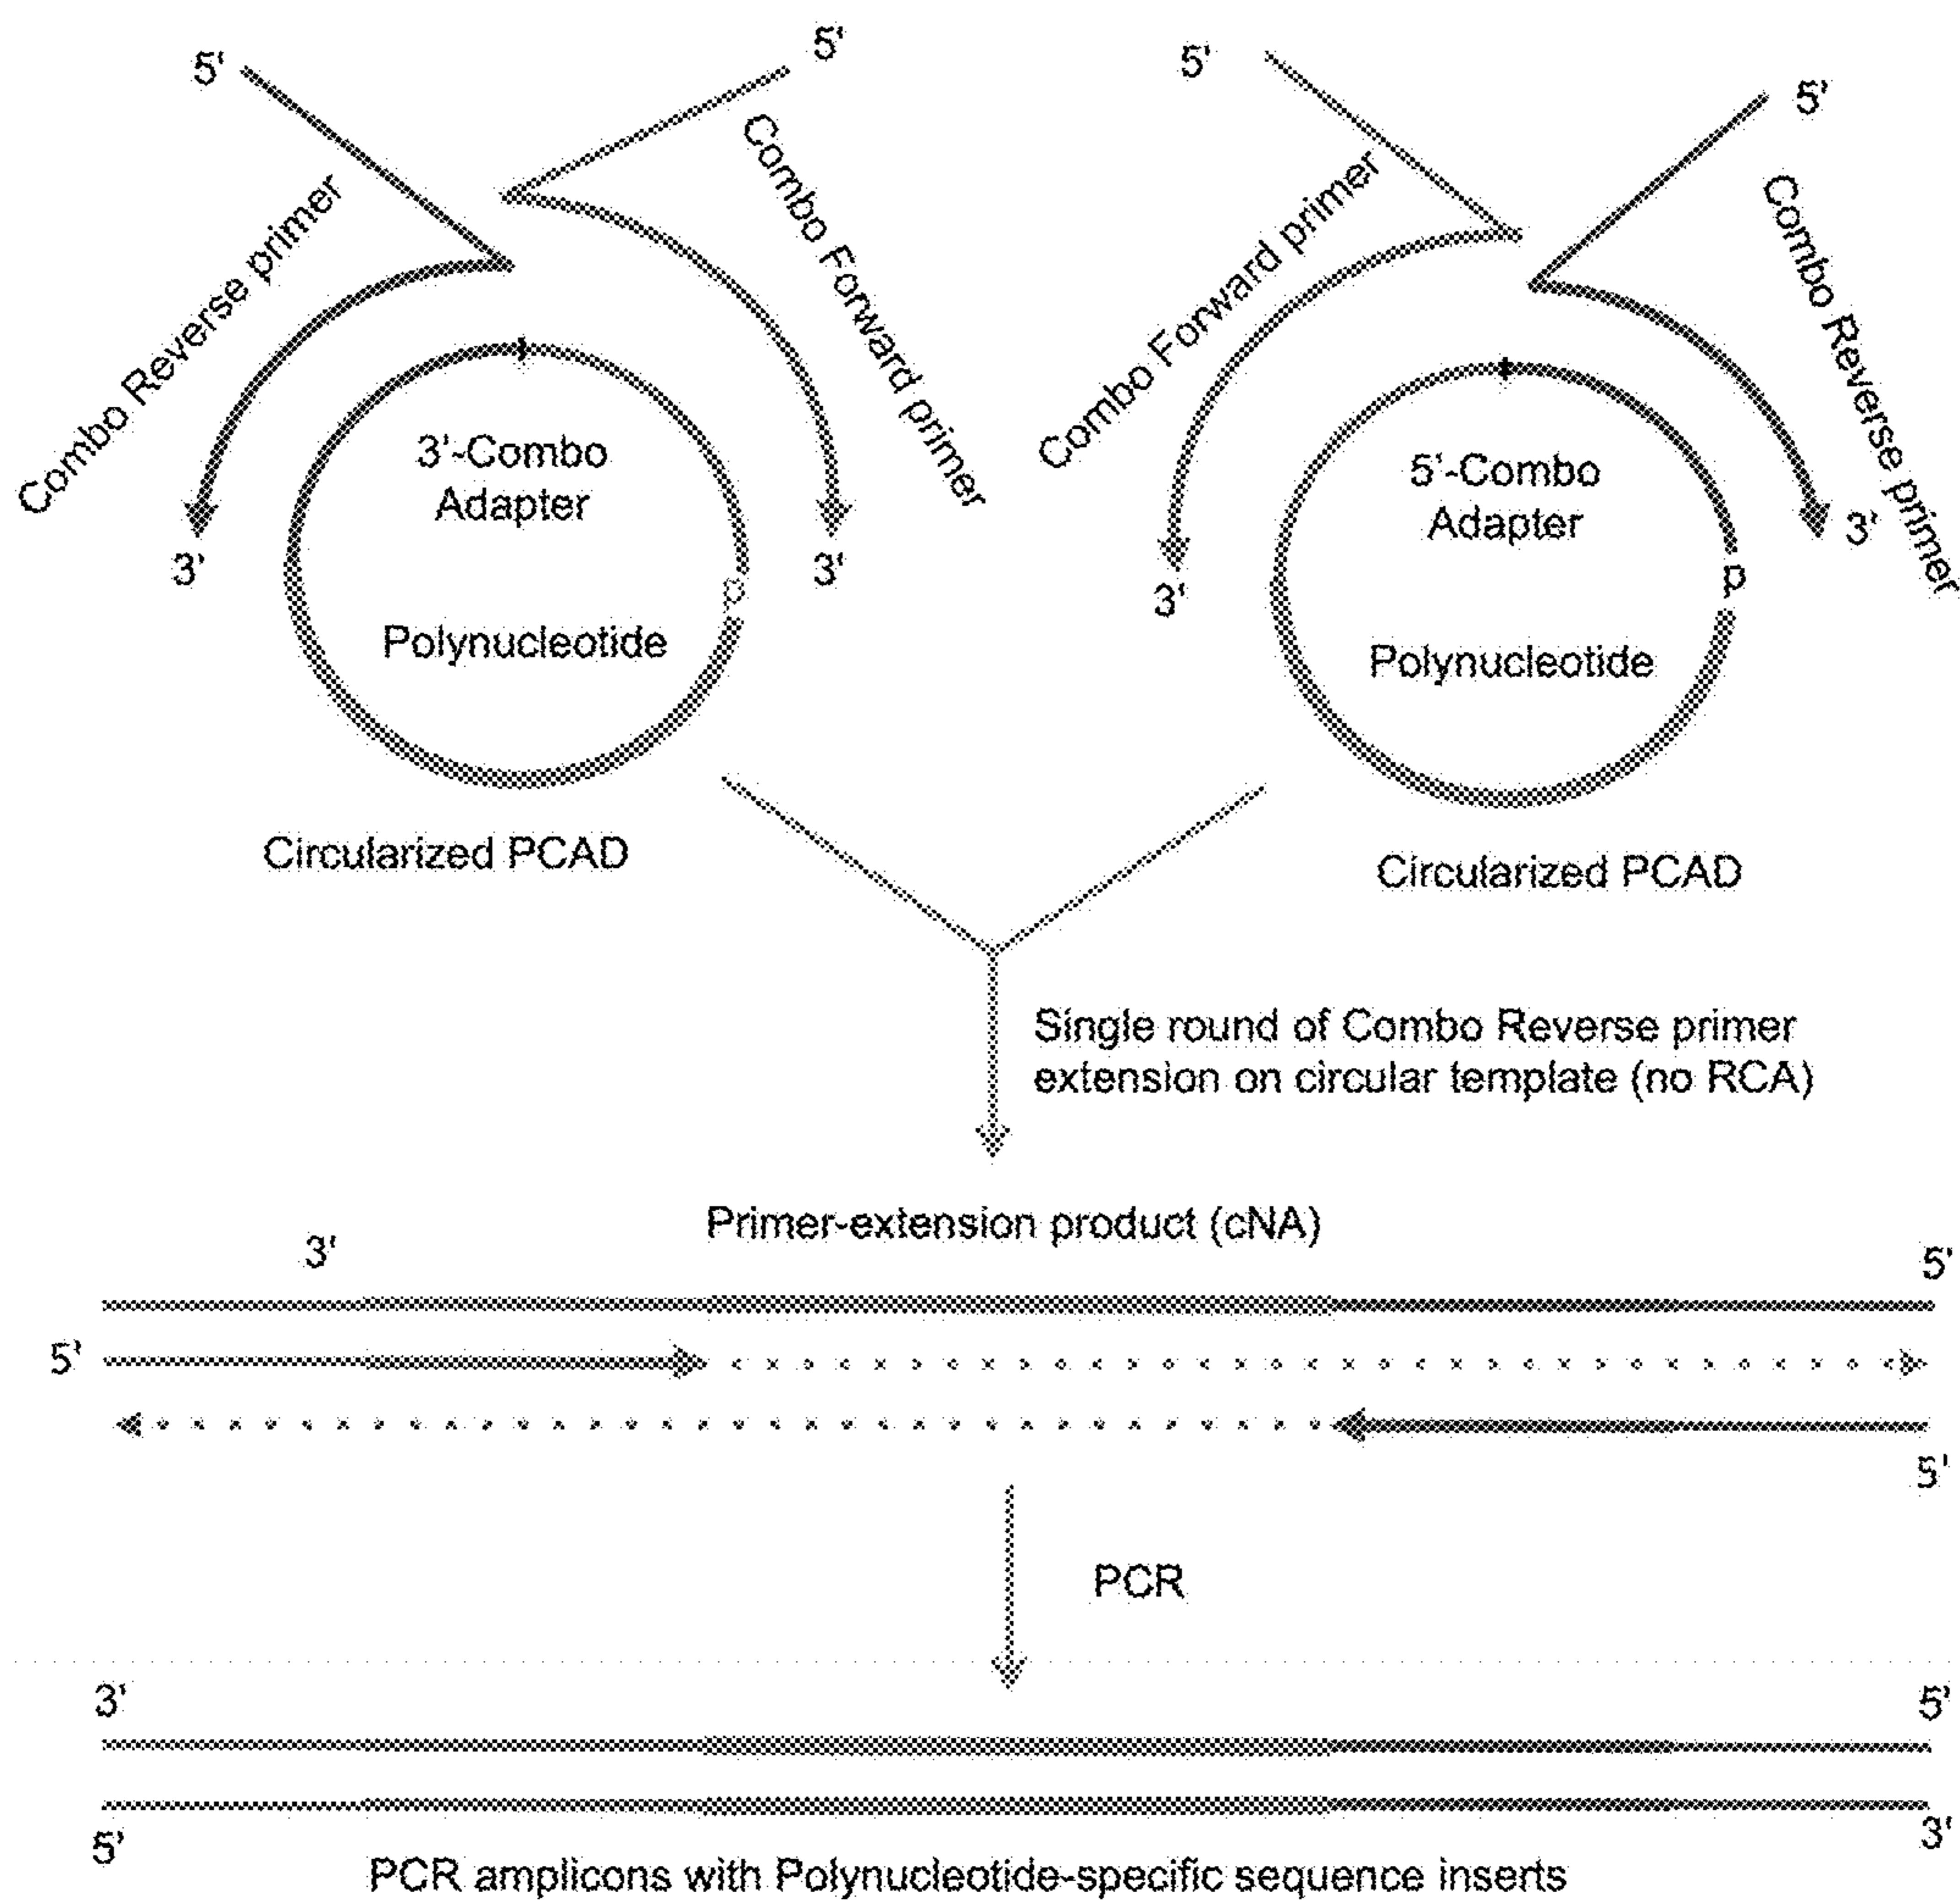 5'
5'
5'
5'
Combo Reverse primer
Combo Forward primer
Combo Forward primer
Combo Reverse primer
3'-Combo
Adapter
5'-Combo
Adapter
3'
3'
3'
3'
p
p
Polynucleotide
Polynucleotide
Circularized PCAD
Circularized PCAD
Single round of Combo Reverse primer
extension on circular template (no RCA)
Primer-extension product (cNA)
3'
5'
5'
5'
PCR
3'
5'
5'
3'
PCR amplicons with Polynucleotide-specific sequence inserts